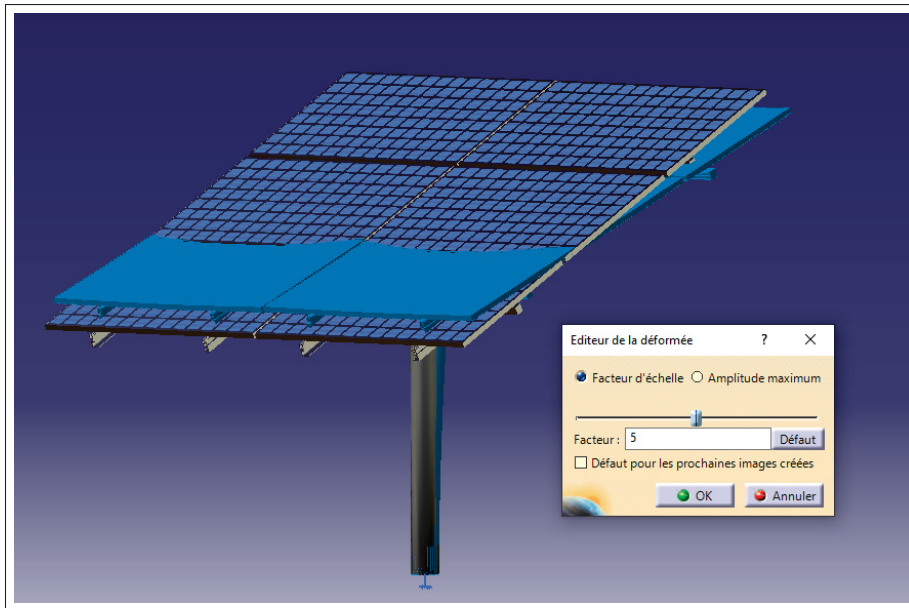 Editeur de la déformée ? X
Facteur d'échelle Amplitude maximum
Facteur : 5 Défaut
Défaut pour les prochaines images créées
OK Annuler